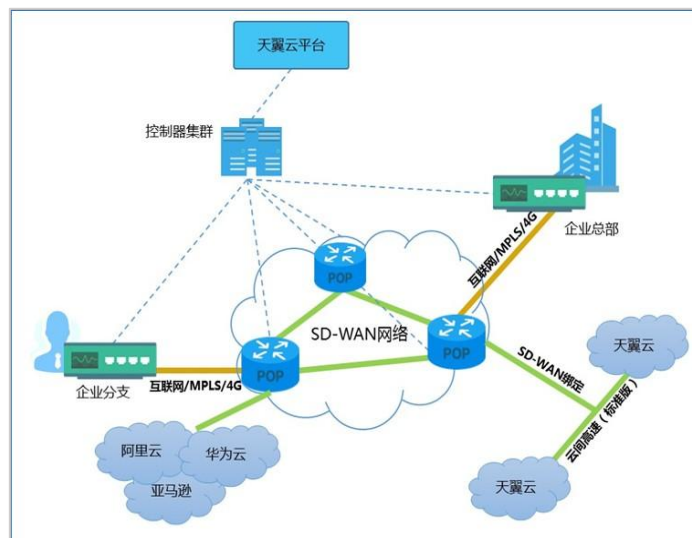 天翼云平台
控制器集群
企业总部
互联网/MPLS/4G
POP
SD-WAN网络
POP
POP
天翼云
SD-WAN绑定
企业分支
互联网/MPLS/4G
云间高速（标准版）
阿里云
华为云
亚马逊
天翼云